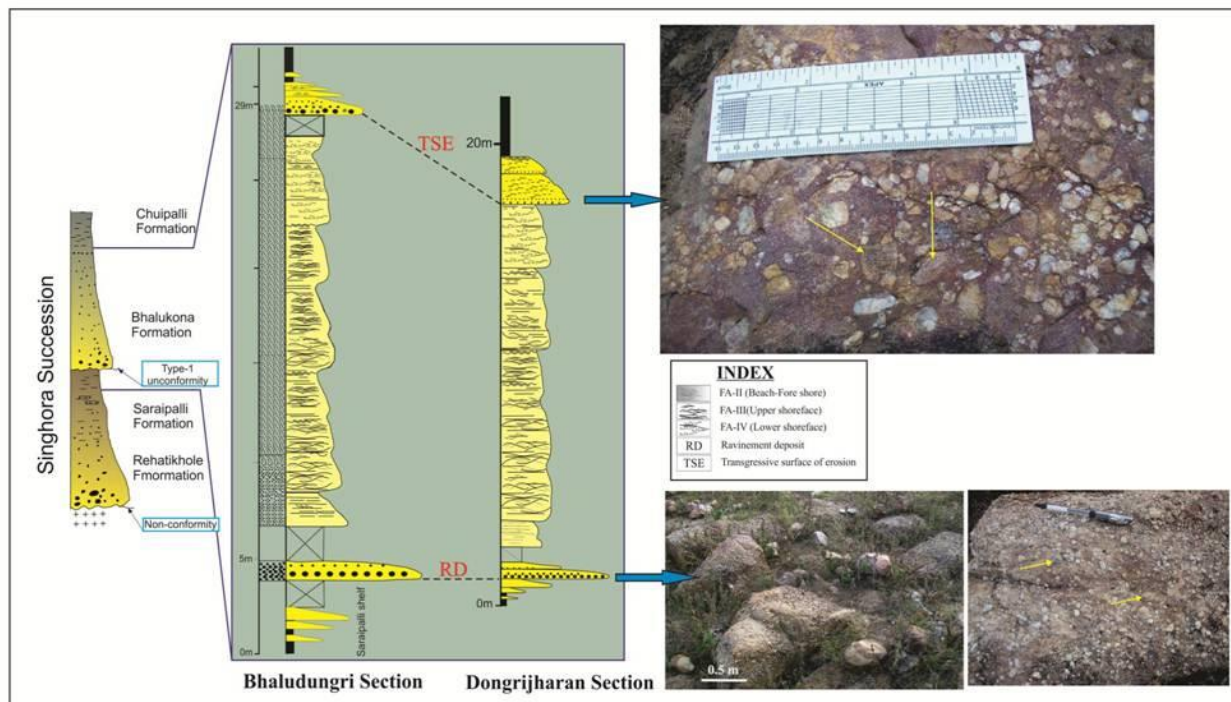 Singhora Succession
Chuipalli
Formation
Bhalukona
Formation
Type-1
unconformity
Saraipalli
Formation
Rehatikhole
Fmormation
Non-conformity
29m
5m
0m
TSE
RD
Saraipalli shelf
20m
0m
Bhaludungri Section
Dongrijharan Section
APEX
INDEX
FA-II (Beach-Fore shore)
FA-III(Upper shoreface)
FA-IV (Lower shoreface)
RD Ravinement deposit
TSE Transgressive surface of erosion
0.5 m